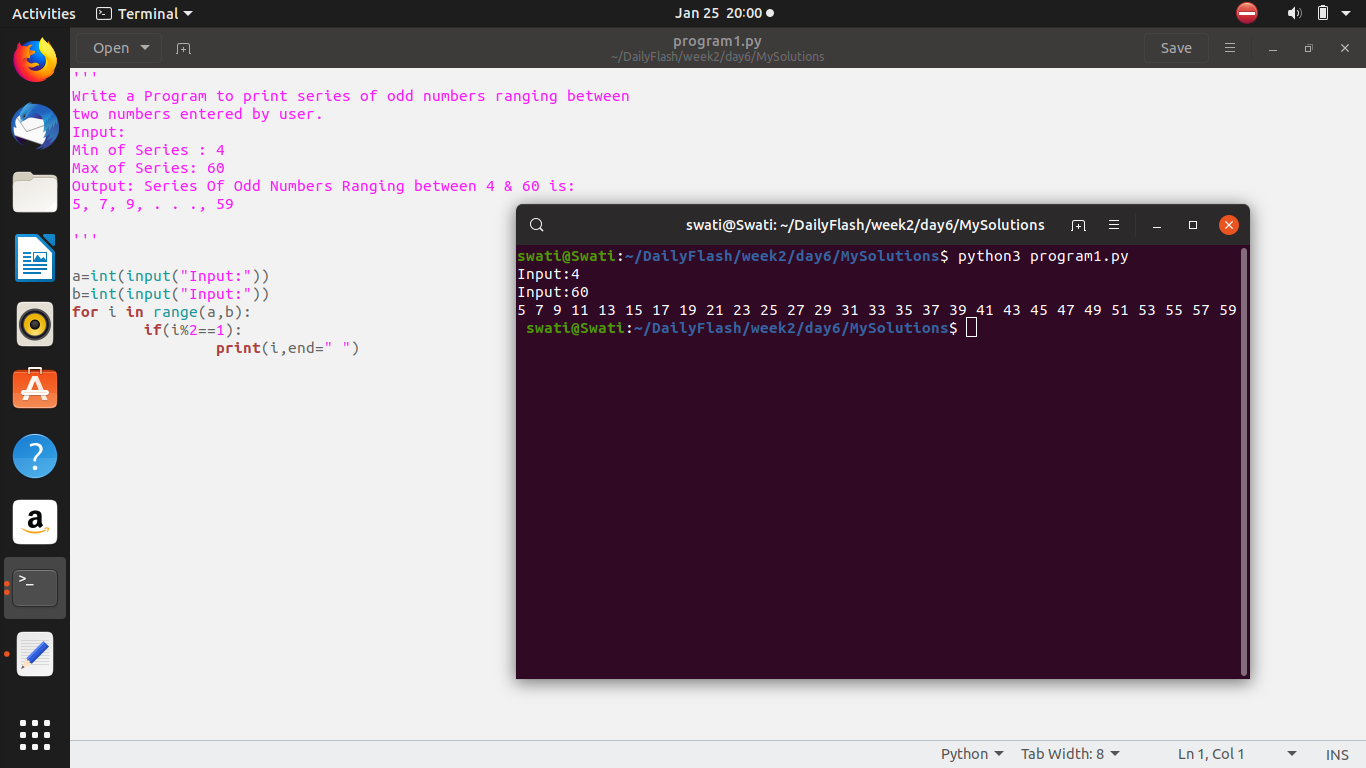 Activities Terminal Jan 25 20:00
Open program1.py Save
~/DailyFlash/week2/day6/MySolutions
'''
Write a Program to print series of odd numbers ranging between
two numbers entered by user.
Input:
Min of Series : 4
Max of Series: 60
Output: Series Of Odd Numbers Ranging between 4 & 60 is:
5, 7, 9, . . ., 59
'''
a=int(input("Input:"))
b=int(input("Input:"))
for i in range(a,b):
if(i%2==1):
print(i,end=" ")
swati@Swati: ~/DailyFlash/week2/day6/MySolutions
swati@Swati:~/DailyFlash/week2/day6/MySolutions$ python3 program1.py
Input:4
Input:60
5 7 9 11 13 15 17 19 21 23 25 27 29 31 33 35 37 39 41 43 45 47 49 51 53 55 57 59
swati@Swati:~/DailyFlash/week2/day6/MySolutions$
Python Tab Width: 8 Ln 1, Col 1 INS